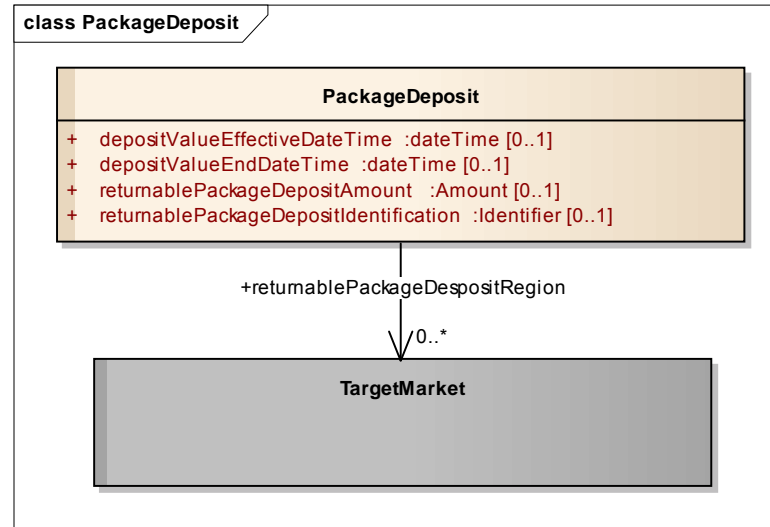 class PackageDeposit
PackageDeposit
+ depositValueEffectiveDateTime :dateTime [0..1]
+ depositValueEndDateTime :dateTime [0..1]
+ returnablePackageDepositAmount :Amount [0..1]
+ returnablePackageDepositIdentification :Identifier [0..1]
+returnablePackageDespositRegion
0..*
TargetMarket